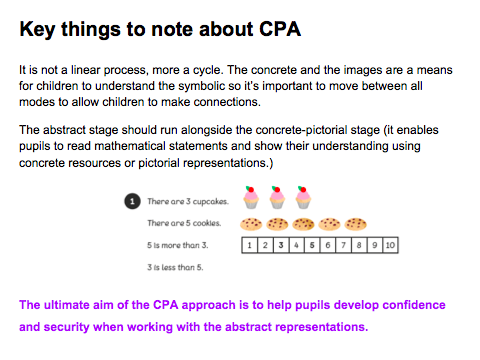 Key things to note about CPA
It is not a linear process, more a cycle. The concrete and the images are a means
for children to understand the symbolic so it's important to move between all
modes to allow children to make connections.
The abstract stage should run alongside the concrete-pictorial stage (it enables
pupils to read mathematical statements and show their understanding using
concrete resources or pictorial representations.)
1 There are 3 cupcakes.
There are 5 cookies.
5 is more than 3.
1 2 3 4 5 6 7 8 9 10
3 is less than 5.
The ultimate aim of the CPA approach is to help pupils develop confidence
and security when working with the abstract representations.